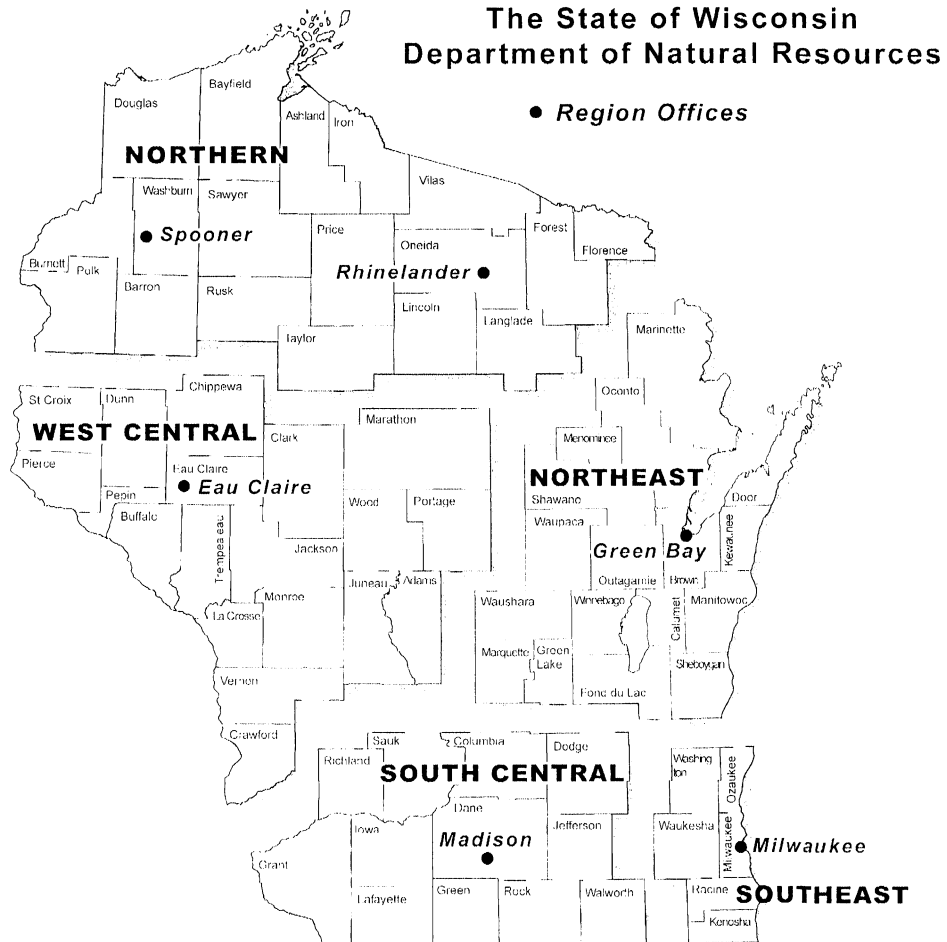 The State of Wisconsin
Department of Natural Resources
Region Offices
Bayfield
Douglas
Ashland
Iron
NORTHERN
Vilas
Washburn
Sawyer
Price
Forest
Spooner
Oneida
Florence
Burnett
Polk
Rhinelander
Barron
Rusk
Lincoln
Langlade
Taylor
Marinette
Chippewa
Oconto
St Croix
Dunn
Marathon
WEST CENTRAL
Clark
Menominee
Pierce
Eau Claire
NORTHEAST
Eau Claire
Pepin
Wood
Portage
Shawano
Door
Buffalo
Waupaca
Trempealeau
Jackson
Green Bay
Kewaunee
Juneau
Adams
Outagamie
Brown
Monroe
Waushara
Winnebago
Calumet
Manitowoc
La Crosse
Marquette
Green
Lake
Sheboygan
Vernon
Fond du Lac
Crawford
Sauk
Columbia
Dodge
Richland
Washing
ton
Ozaukee
SOUTH CENTRAL
Dane
Iowa
Jefferson
Waukesha
Milwaukee
Madison
Milwaukee
Grant
Lafayette
Green
Rock
Walworth
Racine
SOUTHEAST
Kenosha